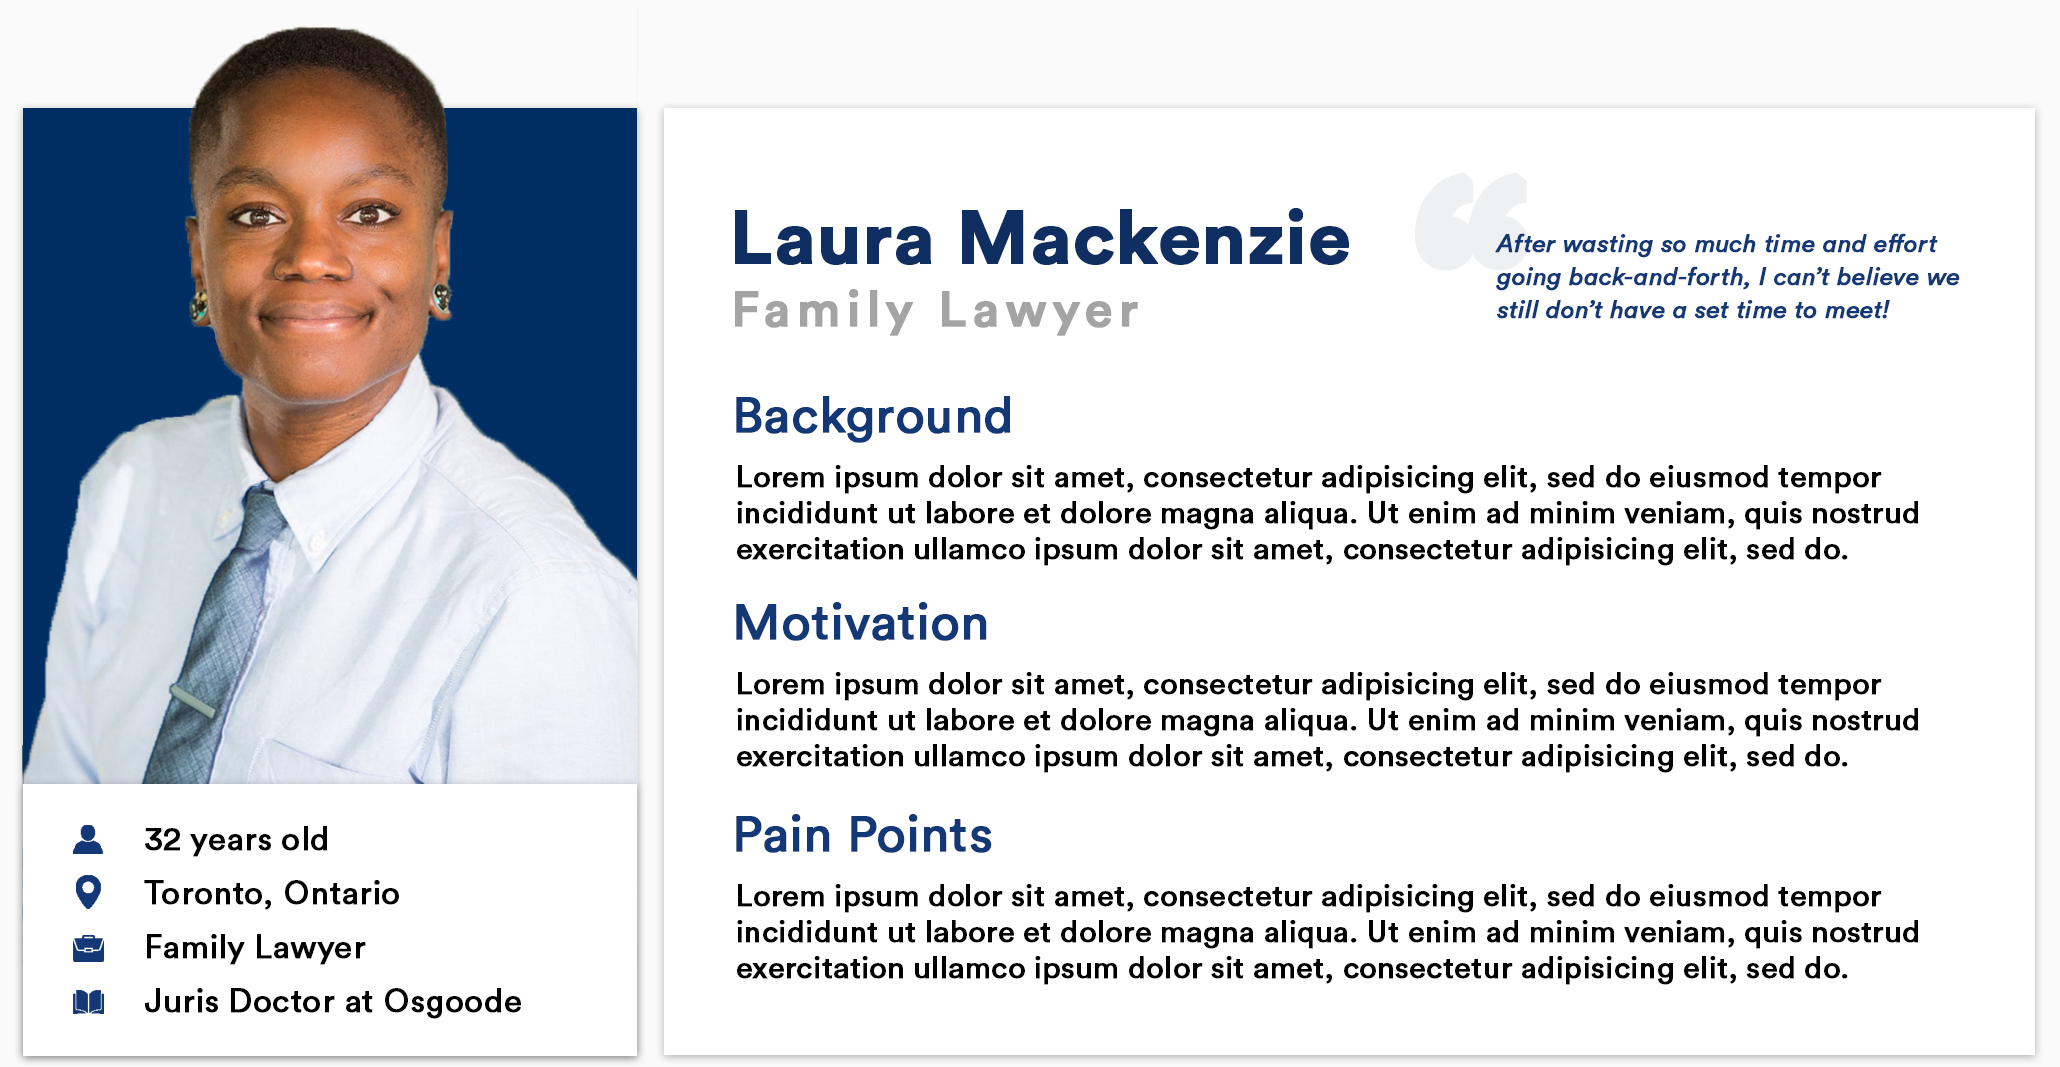 Laura Mackenzie
Family Lawyer
After wasting so much time and effort
going back-and-forth, I can’t believe we
still don’t have a set time to meet!
Background
Lorem ipsum dolor sit amet, consectetur adipisicing elit, sed do eiusmod tempor
incididunt ut labore et dolore magna aliqua. Ut enim ad minim veniam, quis nostrud
exercitation ullamco ipsum dolor sit amet, consectetur adipisicing elit, sed do.
Motivation
Lorem ipsum dolor sit amet, consectetur adipisicing elit, sed do eiusmod tempor
incididunt ut labore et dolore magna aliqua. Ut enim ad minim veniam, quis nostrud
exercitation ullamco ipsum dolor sit amet, consectetur adipisicing elit, sed do.
Pain Points
Lorem ipsum dolor sit amet, consectetur adipisicing elit, sed do eiusmod tempor
incididunt ut labore et dolore magna aliqua. Ut enim ad minim veniam, quis nostrud
exercitation ullamco ipsum dolor sit amet, consectetur adipisicing elit, sed do.
32 years old
Toronto, Ontario
Family Lawyer
Juris Doctor at Osgoode